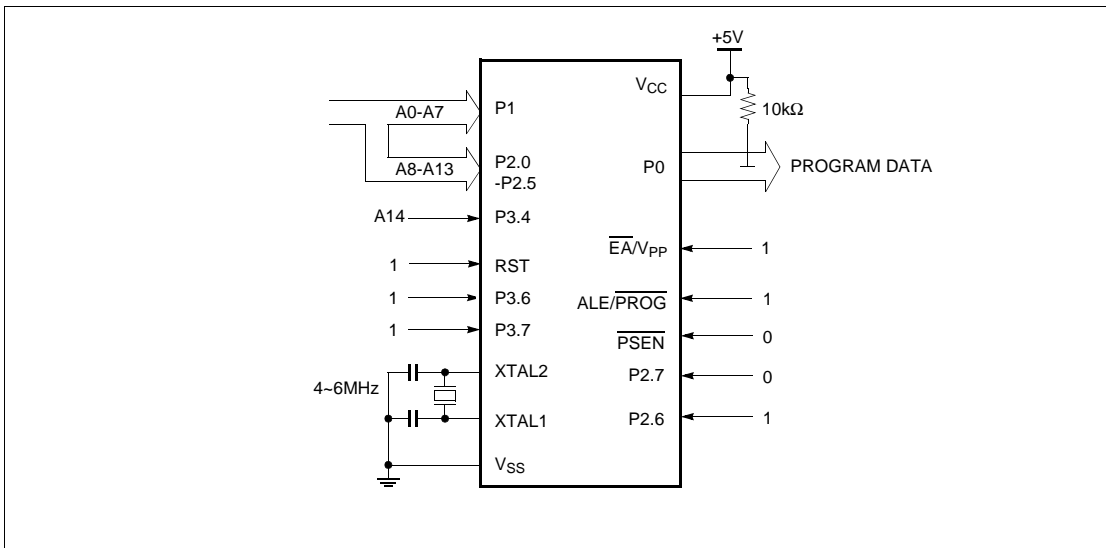 +5V
VCC
10kΩ
A0-A7
P1
A8-A13
P2.0
-P2.5
P0
PROGRAM DATA
A14
P3.4
EA/VPP
1
1
RST
1
P3.6
ALE/PROG
1
1
P3.7
PSEN
0
4~6MHz
XTAL2
P2.7
0
XTAL1
P2.6
1
VSS